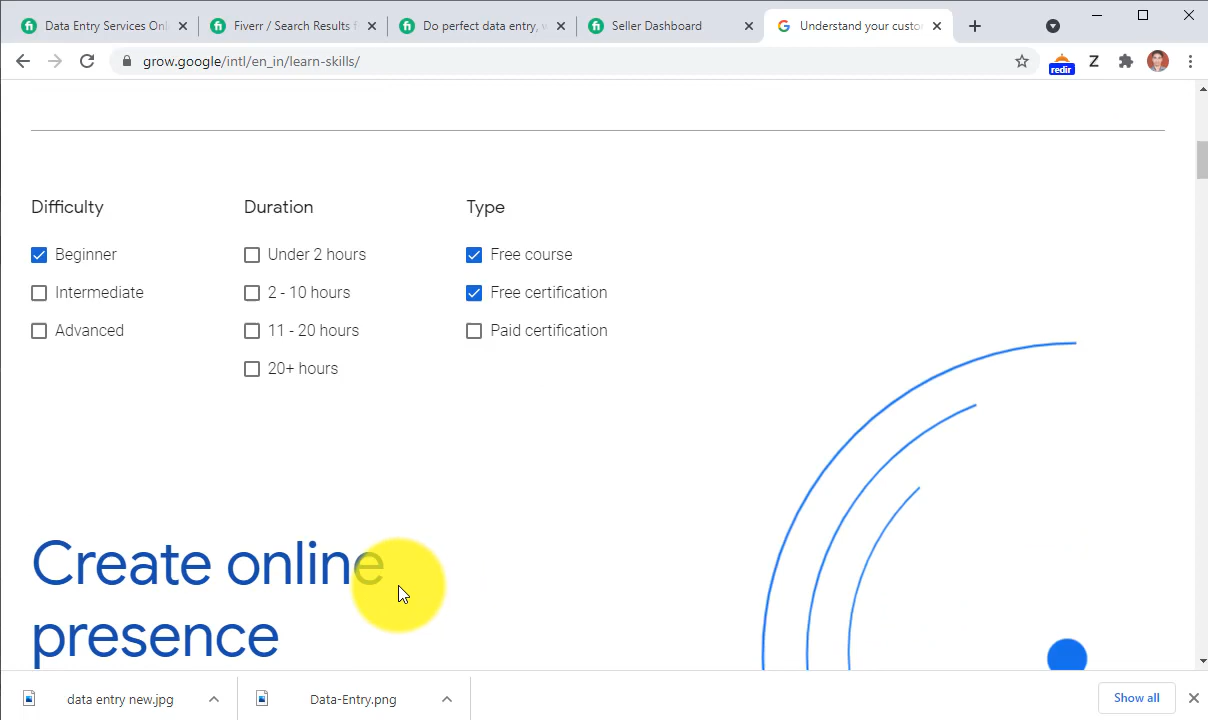 Data Entry Services Onl
Fiverr / Search Results f
Do perfect data entry, w
Seller Dashboard
Understand your custo
grow.google/intl/en_in/learn-skills/
redir
Z
Difficulty
Duration
Type
Beginner
Under 2 hours
Free course
Intermediate
2 - 10 hours
Free certification
Advanced
11 - 20 hours
Paid certification
20+ hours
Create online
presence
data entry new.jpg
Data-Entry.png
Show all